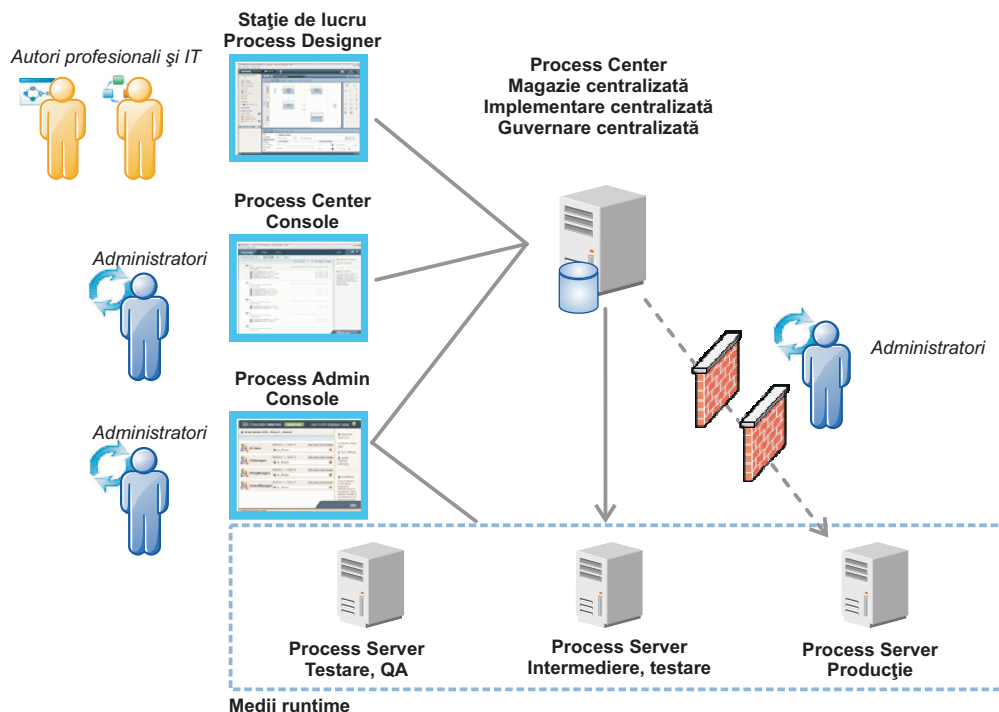 Staţie de lucru
Process Designer
Autori profesionali şi IT
Process Center
Magazie centralizată
Implementare centralizată
Guvernare centralizată
Process Center
Console
Administratori
Administratori
Process Admin
Console
Administratori
Process Server
Testare, QA
Process Server
Intermediere, testare
Process Server
Producţie
Medii runtime